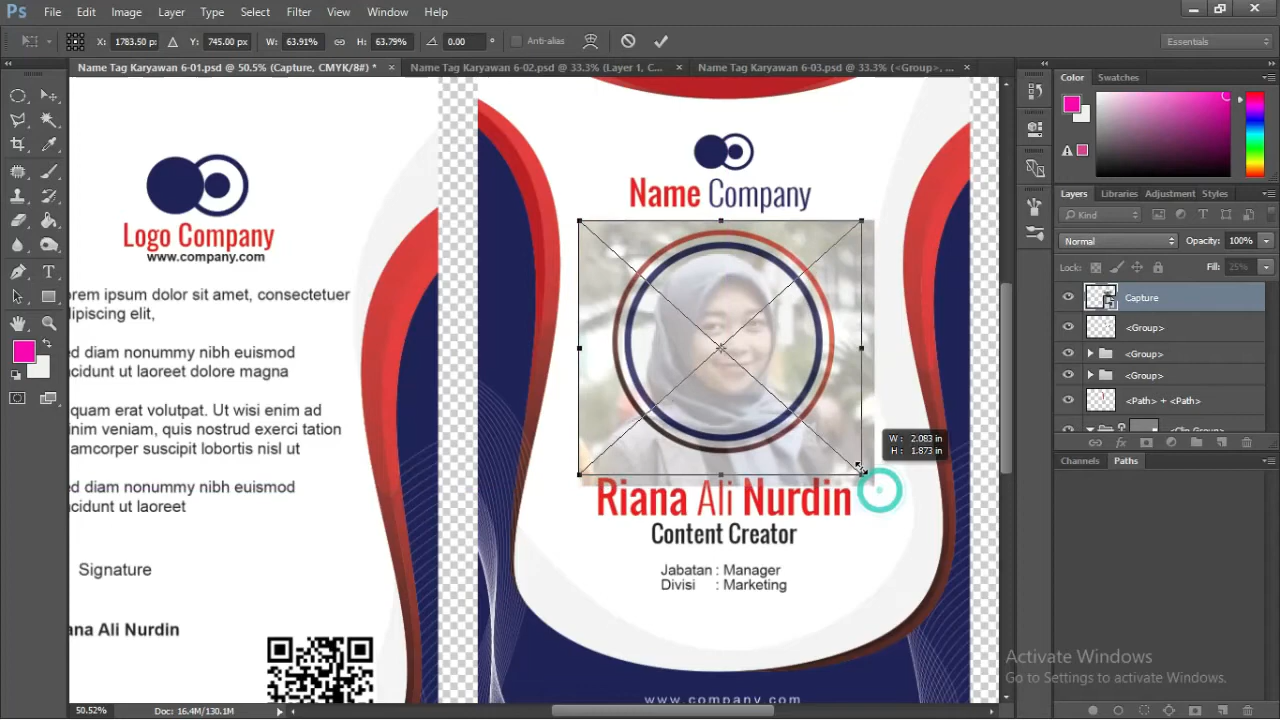 Ps File Edit Image Layer Type Select Filter View Window Help
X: 1783.50 px Y: 745.00 px W: 63.91% H: 63.79% 0.00 ° Anti-alias Essentials
Name Tag Karyawan 6-01.psd @ 50.5% (Capture, CMYK/8#) * × Name Tag Karyawan 6-02.psd @ 33.3% (Layer 1, C... × Name Tag Karyawan 6-03.psd @ 33.3% (<Group>, ... ×
Color Swatches
Layers Libraries Adjustment Styles
Kind
Normal Opacity: 100%
Lock: Fill: 25%
Capture
<Group>
<Group>
<Group>
<Path> + <Path>
<Clip Group>
Channels Paths
Logo Company
www.company.com
orem ipsum dolor sit amet, consectetuer
dipiscing elit,
ed diam nonummy nibh euismod
ncidunt ut laoreet dolore magna
quam erat volutpat. Ut wisi enim ad
nim veniam, quis nostrud exerci tation
amcorper suscipit lobortis nisl ut
ed diam nonummy nibh euismod
ncidunt ut laoreet
Signature
ana Ali Nurdin
Name Company
W: 2.083 in
H: 1.873 in
Riana Ali Nurdin
Content Creator
Jabatan : Manager
Divisi : Marketing
www.company.com
Activate Windows
Go to Settings to activate Windows.
50.52% Doc: 16.4M/130.1M